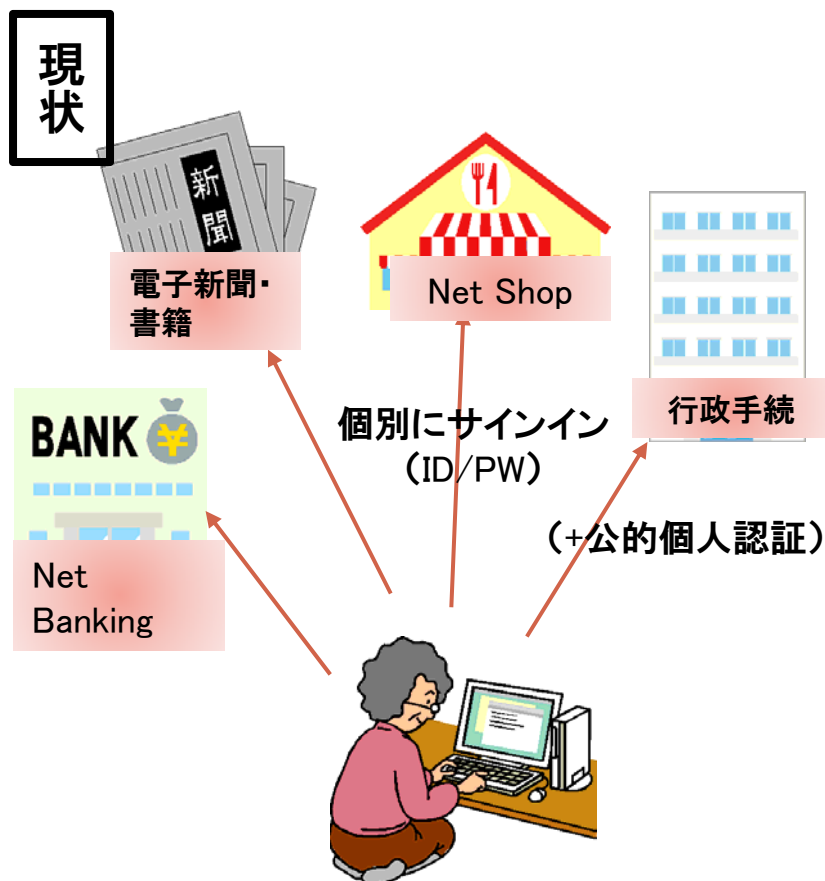 現
状
新
聞
電子新聞・
書籍
Net Shop
行政手続
個別にサインイン
（ID/PW）
（+公的個人認証）
BANK ¥
Net
Banking